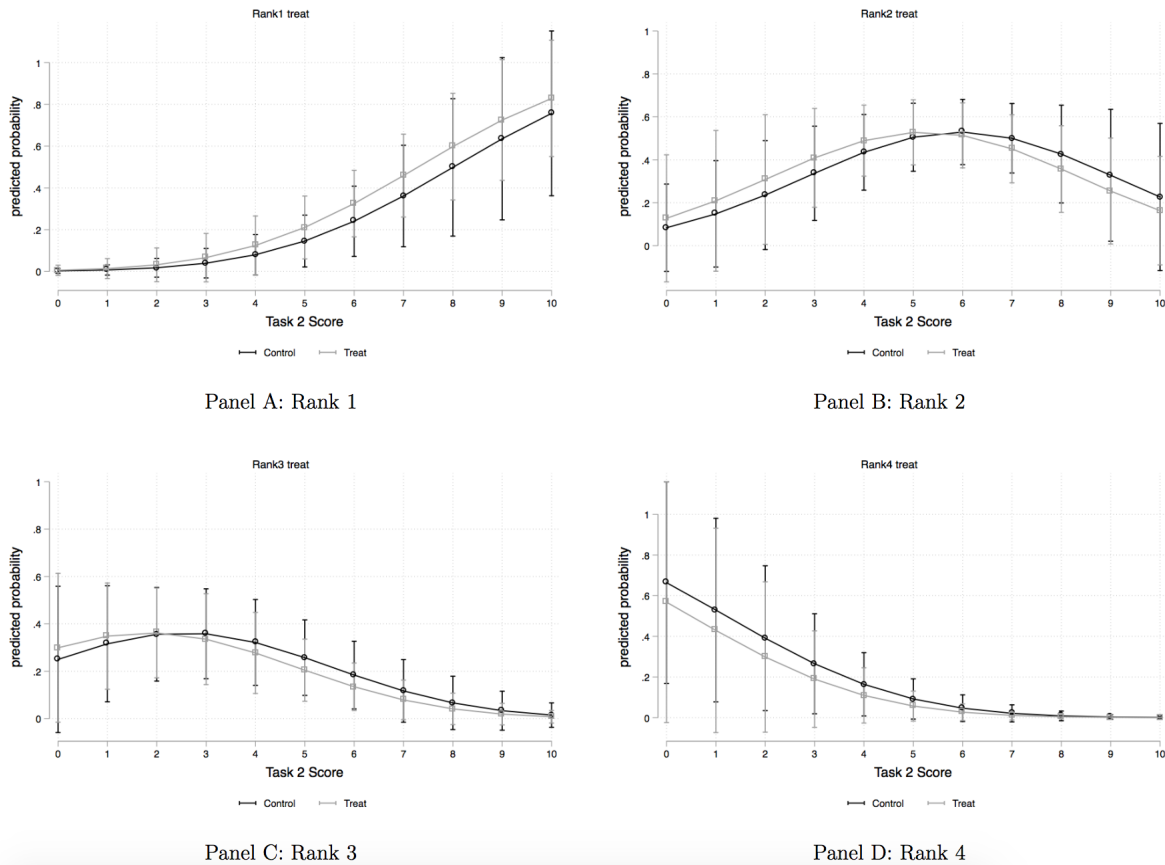 Rank1 treat
predicted probability
1
.8
.6
.4
.2
0
0 1 2 3 4 5 6 7 8 9 10
Task 2 Score
Control Treat
Panel A: Rank 1
Rank2 treat
predicted probability
1
.8
.6
.4
.2
0
0 1 2 3 4 5 6 7 8 9 10
Task 2 Score
Control Treat
Panel B: Rank 2
Rank3 treat
predicted probability
1
.8
.6
.4
.2
0
0 1 2 3 4 5 6 7 8 9 10
Task 2 Score
Control Treat
Panel C: Rank 3
Rank4 treat
predicted probability
1
.8
.6
.4
.2
0
0 1 2 3 4 5 6 7 8 9 10
Task 2 Score
Control Treat
Panel D: Rank 4